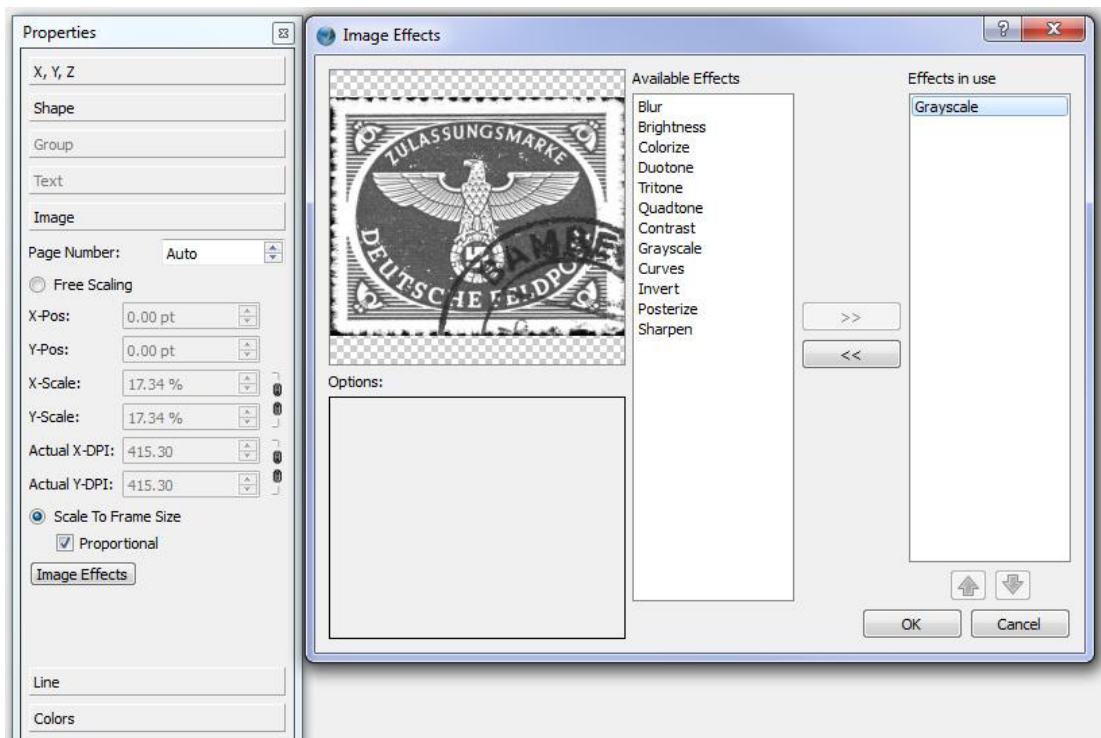 Properties
X, Y, Z
Shape
Group
Text
Image
Page Number: Auto
Free Scaling
X-Pos: 0.00 pt
Y-Pos: 0.00 pt
X-Scale: 17.34 %
Y-Scale: 17.34 %
Actual X-DPI: 415.30
Actual Y-DPI: 415.30
Scale To Frame Size
Proportional
Image Effects
Line
Colors
Image Effects
ZULASSUNGSMARKE
DEUTSCHE FELDPO
BAMBE
Options:
Available Effects
Blur
Brightness
Colorize
Duotone
Tritone
Quadtone
Contrast
Grayscale
Curves
Invert
Posterize
Sharpen
>>
<<
Effects in use
Grayscale
OK
Cancel